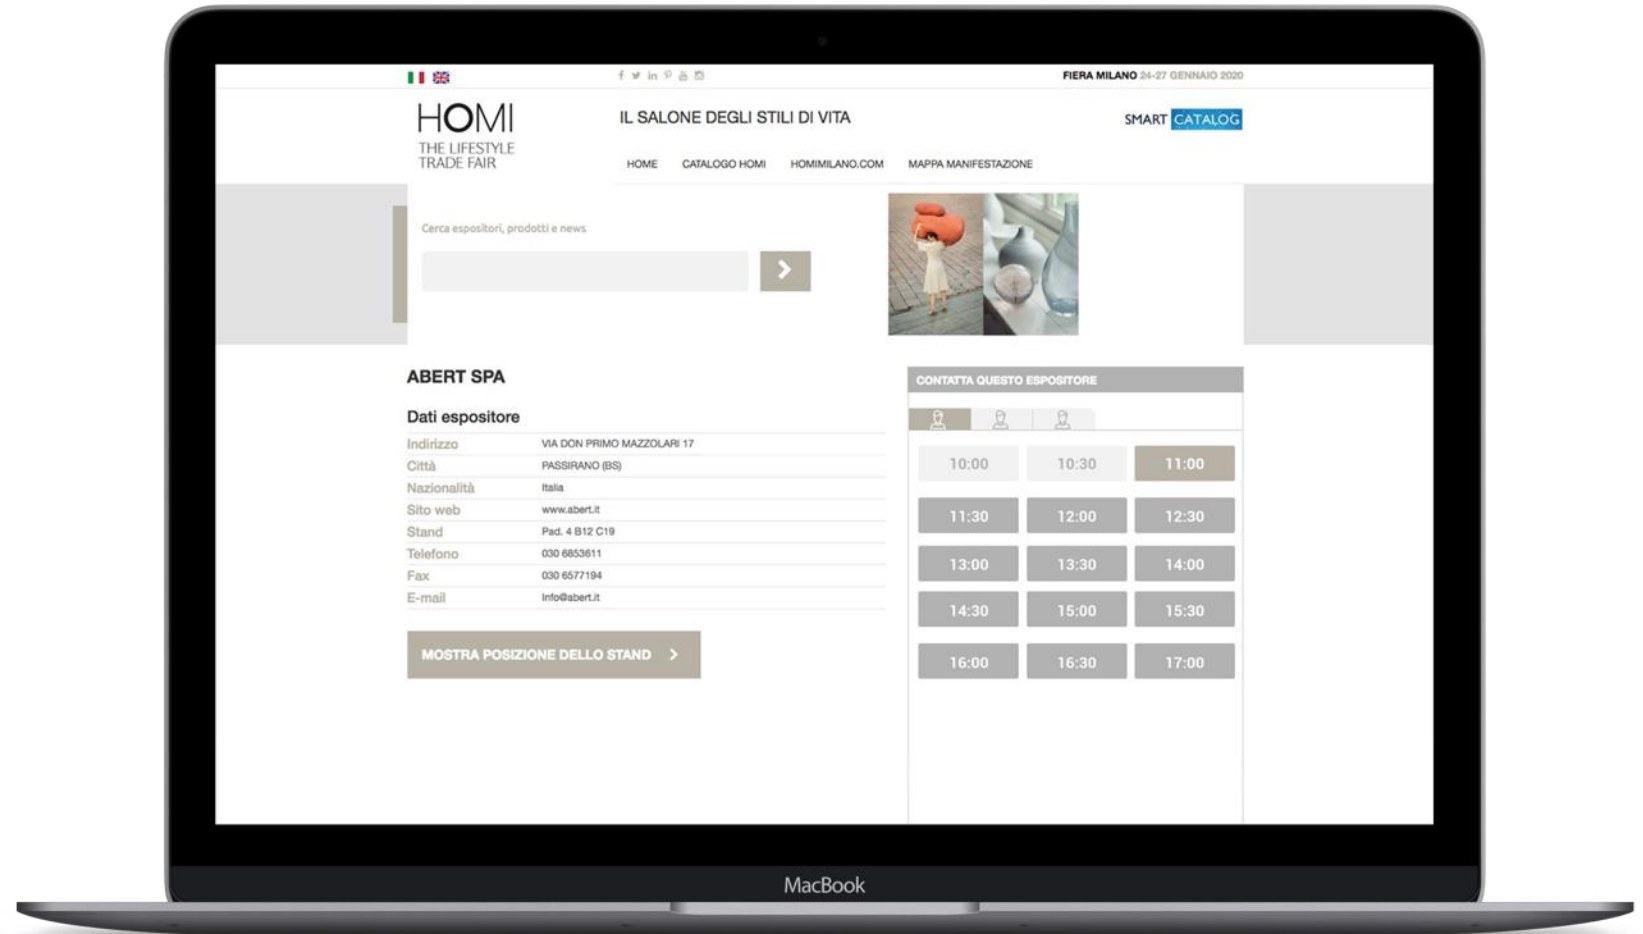 FIERA MILANO 24-27 GENNAIO 2020
HOMI
THE LIFESTYLE
TRADE FAIR
IL SALONE DEGLI STILI DI VITA
SMART CATALOG
HOME CATALOGO HOMI HOMIMILANO.COM MAPPA MANIFESTAZIONE
Cerca espositori, prodotti e news
ABERT SPA
Dati espositore
Indirizzo VIA DON PRIMO MAZZOLARI 17
Città PASSIRANO (BS)
Nazionalità Italia
Sito web www.abert.it
Stand Pad. 4 B12 C19
Telefono 030 6853611
Fax 030 6577194
E-mail Info@abert.it
MOSTRA POSIZIONE DELLO STAND
CONTATTA QUESTO ESPOSITORE
10:00 10:30 11:00
11:30 12:00 12:30
13:00 13:30 14:00
14:30 15:00 15:30
16:00 16:30 17:00
MacBook